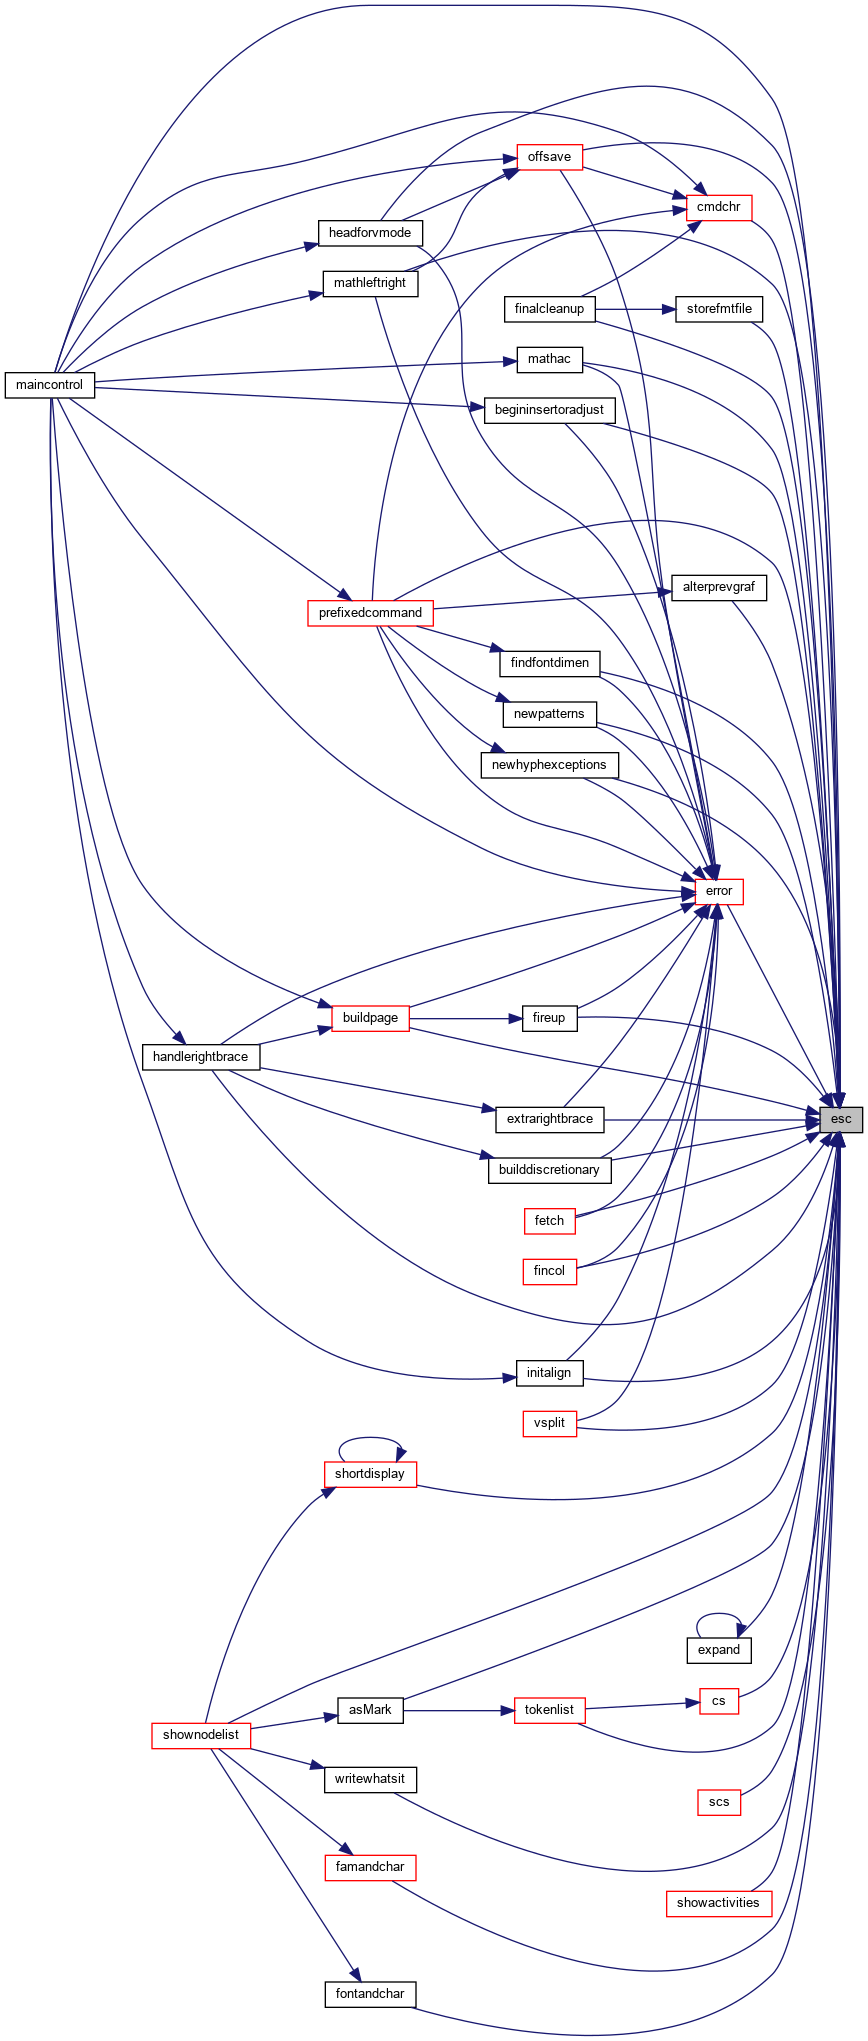 offsave
cmdchr
headforvmode
mathleftright
finalcleanup
storefmtfile
mathac
maincontrol
begininsertoradjust
alterprevgraf
prefixedcommand
findfontdimen
newpatterns
newhyphexceptions
error
buildpage
fireup
handlerightbrace
extrarightbrace
esc
builddiscretionary
fetch
fincol
initalign
vsplit
shortdisplay
expand
cs
asMark
tokenlist
shownodelist
writewhatsit
scs
famandchar
showactivities
fontandchar